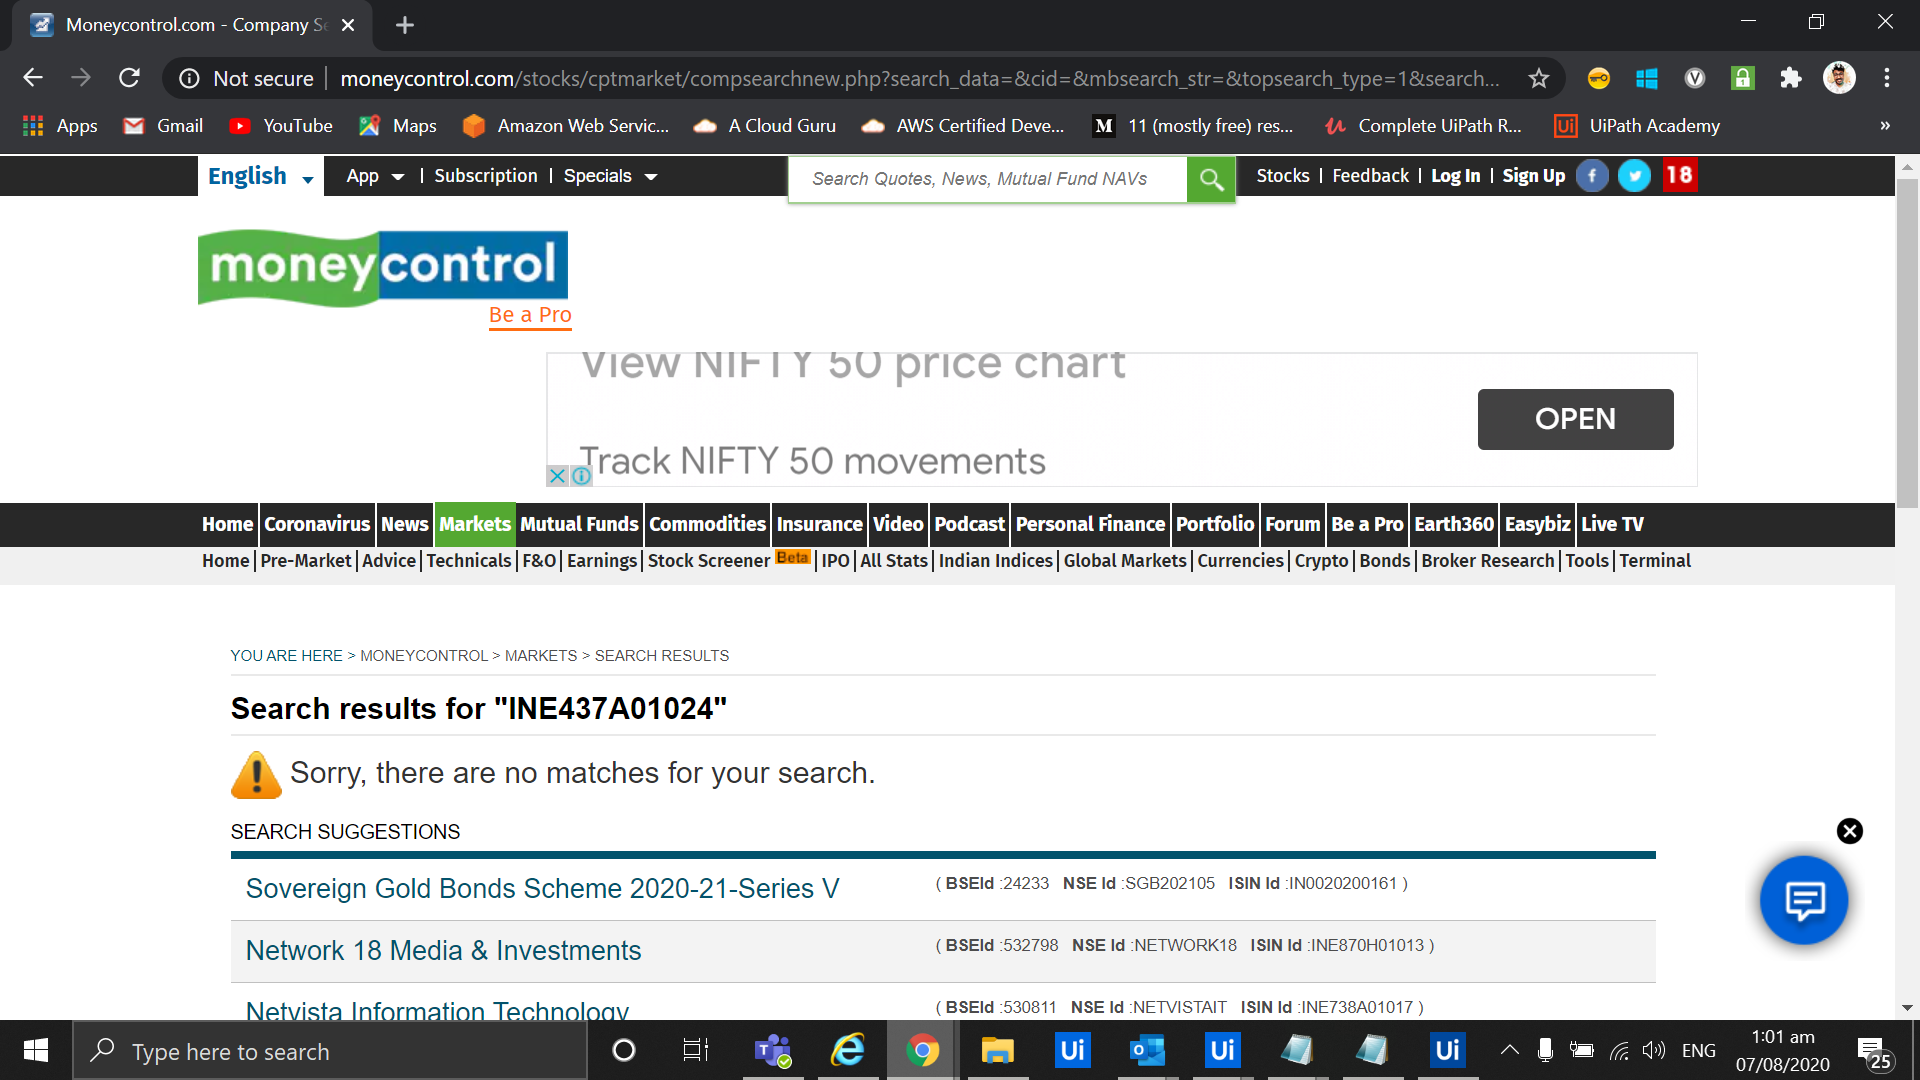 Moneycontrol.com - Company Se
Not secure | moneycontrol.com/stocks/cptmarket/compsearchnew.php?search_data=&cid=&mbsearch_str=&topsearch_type=1&search...
Apps Gmail YouTube Maps Amazon Web Servic... A Cloud Guru AWS Certified Deve... M 11 (mostly free) res... Complete UiPath R... Ui UiPath Academy »
English App | Subscription | Specials Search Quotes, News, Mutual Fund NAVs Stocks | Feedback | Log In | Sign Up f 18
moneycontrol
Be a Pro
View NIFTY 50 price chart
OPEN
Track NIFTY 50 movements
Home Coronavirus News Markets Mutual Funds Commodities Insurance Video Podcast Personal Finance Portfolio Forum Be a Pro Earth360 Easybiz Live TV
Home | Pre-Market | Advice | Technicals | F&O | Earnings | Stock Screener Beta | IPO | All Stats | Indian Indices | Global Markets | Currencies | Crypto | Bonds | Broker Research | Tools | Terminal
YOU ARE HERE > MONEYCONTROL > MARKETS > SEARCH RESULTS
Search results for "INE437A01024"
Sorry, there are no matches for your search.
SEARCH SUGGESTIONS
Sovereign Gold Bonds Scheme 2020-21-Series V ( BSEId :24233 NSE Id :SGB202105 ISIN Id :IN0020200161 )
Network 18 Media & Investments ( BSEId :532798 NSE Id :NETWORK18 ISIN Id :INE870H01013 )
Netvista Information Technology ( BSEId :530811 NSE Id :NETVISTAIT ISIN Id :INE738A01017 )
Type here to search Ui Ui Ui ENG 1:01 am
07/08/2020 25